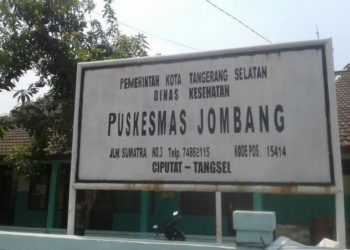 PEMERINTAH KOTA TANGERANG SELATAN
DINAS KESEHATAN
PUSKESMAS JOMBANG
JLN. SUMATRA NO.3 Telp. 74862115 KODE POS. 15414
CIPUTAT - TANGSEL